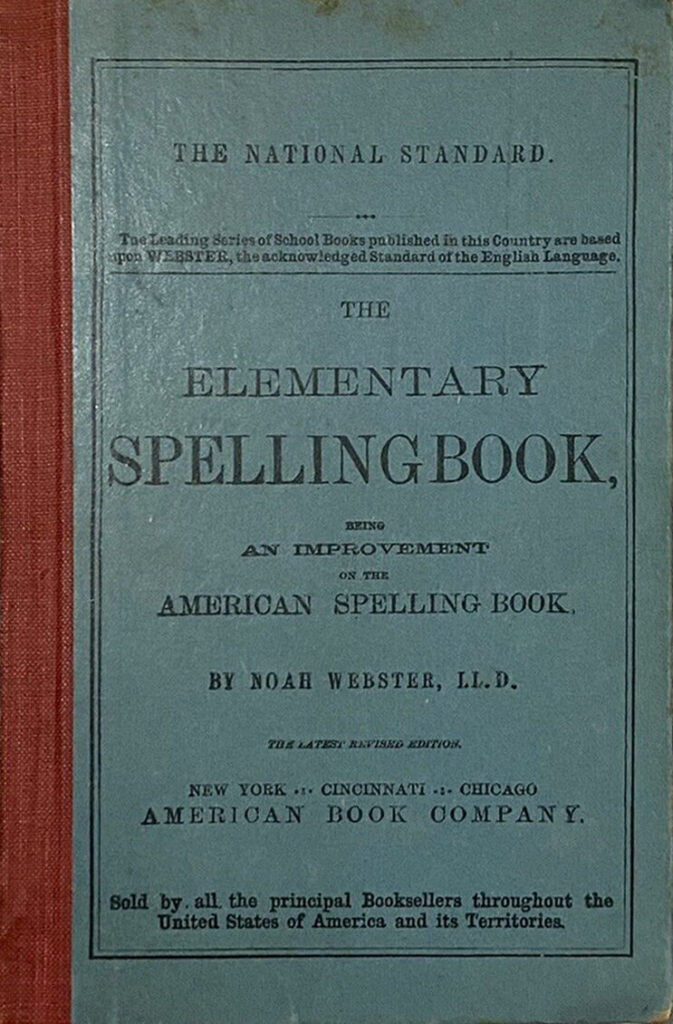 THE NATIONAL STANDARD.
The Leading Series of School Books published in this Country are based
upon WEBSTER, the acknowledged Standard of the English Language.
THE
ELEMENTARY
SPELLING BOOK,
BEING
AN IMPROVEMENT
ON THE
AMERICAN SPELLING BOOK.
BY NOAH WEBSTER, LL.D.
THE LATEST REVISED EDITION.
NEW YORK .:. CINCINNATI .:. CHICAGO
AMERICAN BOOK COMPANY.
Sold by all the principal Booksellers throughout the
United States of America and its Territories.